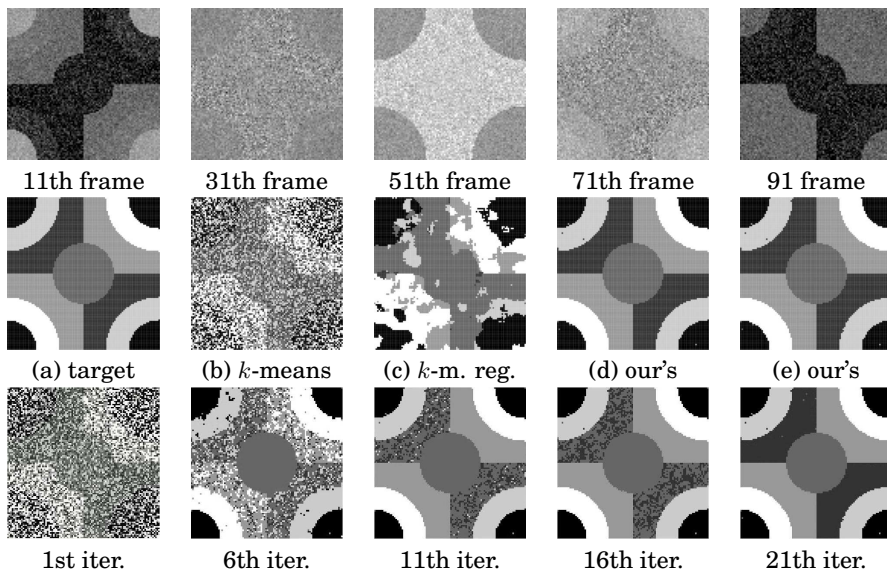 11th frame 31th frame 51th frame 71th frame 91 frame
(a) target (b) k-means (c) k-m. reg. (d) our's (e) our's
1st iter. 6th iter. 11th iter. 16th iter. 21th iter.